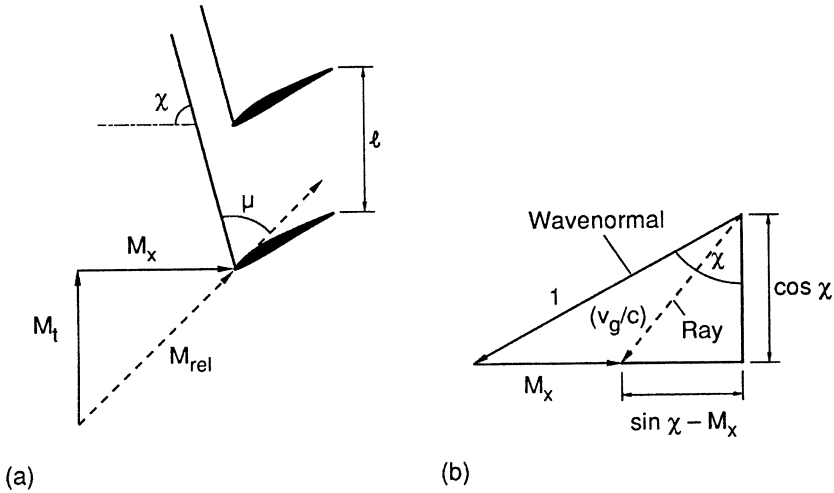 χ
μ
ℓ
M_x
M_t
M_rel
(a)
Wavenormal
χ
1
(v_g/c)
Ray
cos χ
M_x
sin χ – M_x
(b)